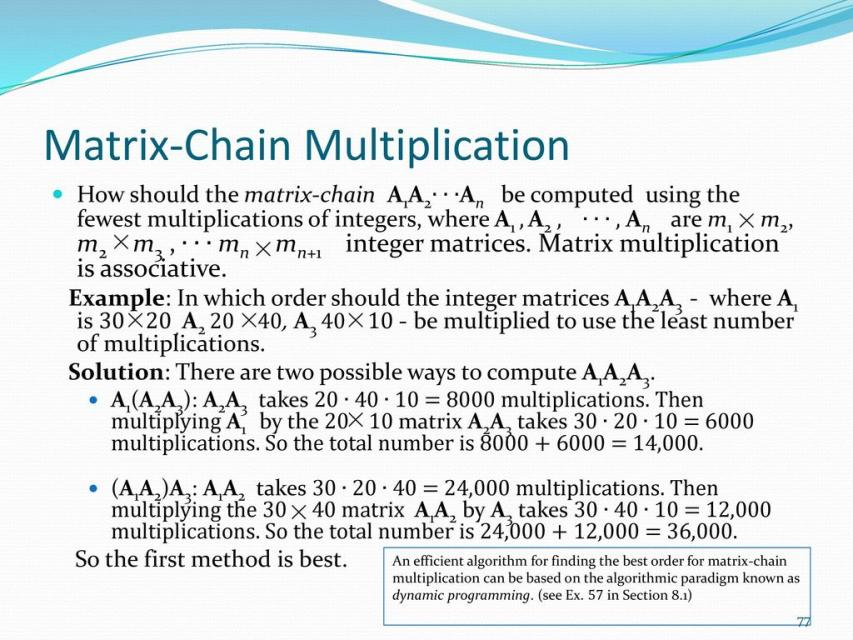 Matrix-Chain Multiplication
• How should the matrix-chain A₁A₂∙∙∙Aₙ be computed using the
fewest multiplications of integers, where A₁, A₂, ∙∙∙, Aₙ are m₁ × m₂,
m₂ × m₃, ∙∙∙ mₙ × mₙ₊₁ integer matrices. Matrix multiplication
is associative.
Example: In which order should the integer matrices A₁A₂A₃ - where A₁
is 30×20 A₂ 20 ×40, A₃ 40×10 - be multiplied to use the least number
of multiplications.
Solution: There are two possible ways to compute A₁A₂A₃.
• A₁(A₂A₃): A₂A₃ takes 20 ∙ 40 ∙ 10 = 8000 multiplications. Then
multiplying A₁ by the 20× 10 matrix A₂A₃ takes 30 ∙ 20 ∙ 10 = 6000
multiplications. So the total number is 8000 + 6000 = 14,000.
• (A₁A₂)A₃: A₁A₂ takes 30 ∙ 20 ∙ 40 = 24,000 multiplications. Then
multiplying the 30 × 40 matrix A₁A₂ by A₃ takes 30 ∙ 40 ∙ 10 = 12,000
multiplications. So the total number is 24,000 + 12,000 = 36,000.
So the first method is best.
An efficient algorithm for finding the best order for matrix-chain
multiplication can be based on the algorithmic paradigm known as
dynamic programming. (see Ex. 57 in Section 8.1)
77